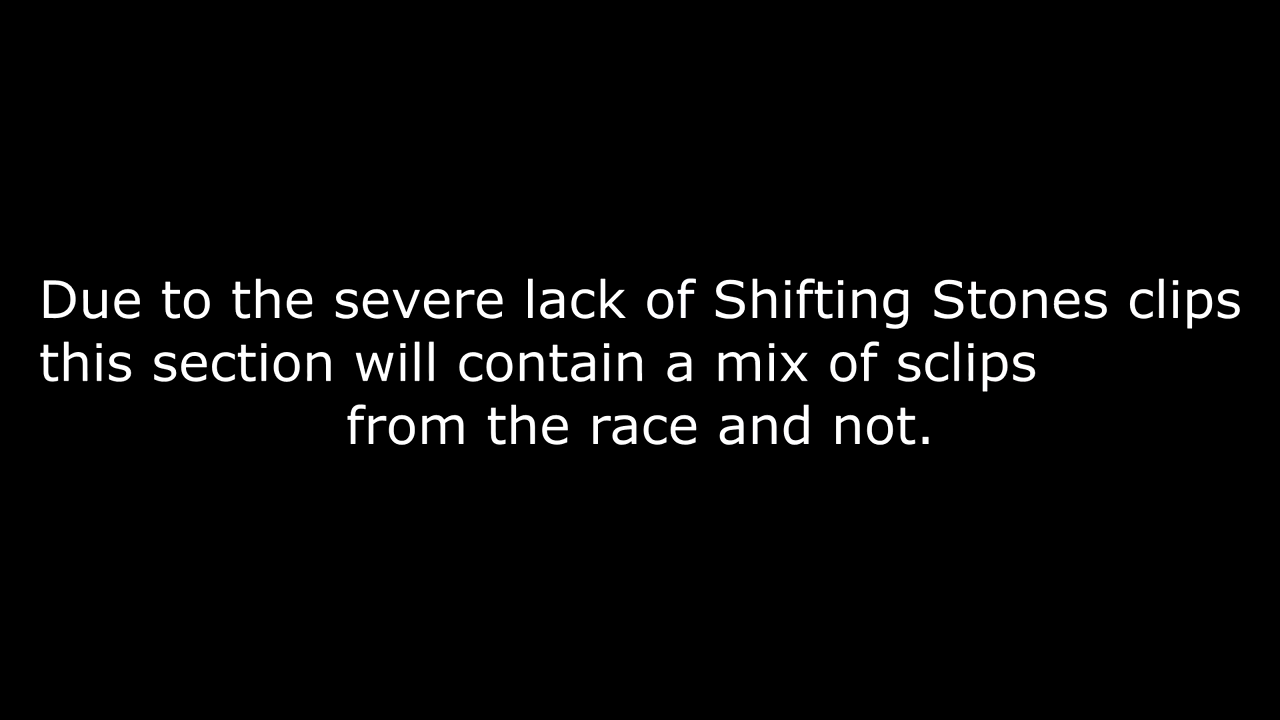 Due to the severe lack of Shifting Stones clips
this section will contain a mix of sclips
from the race and not.